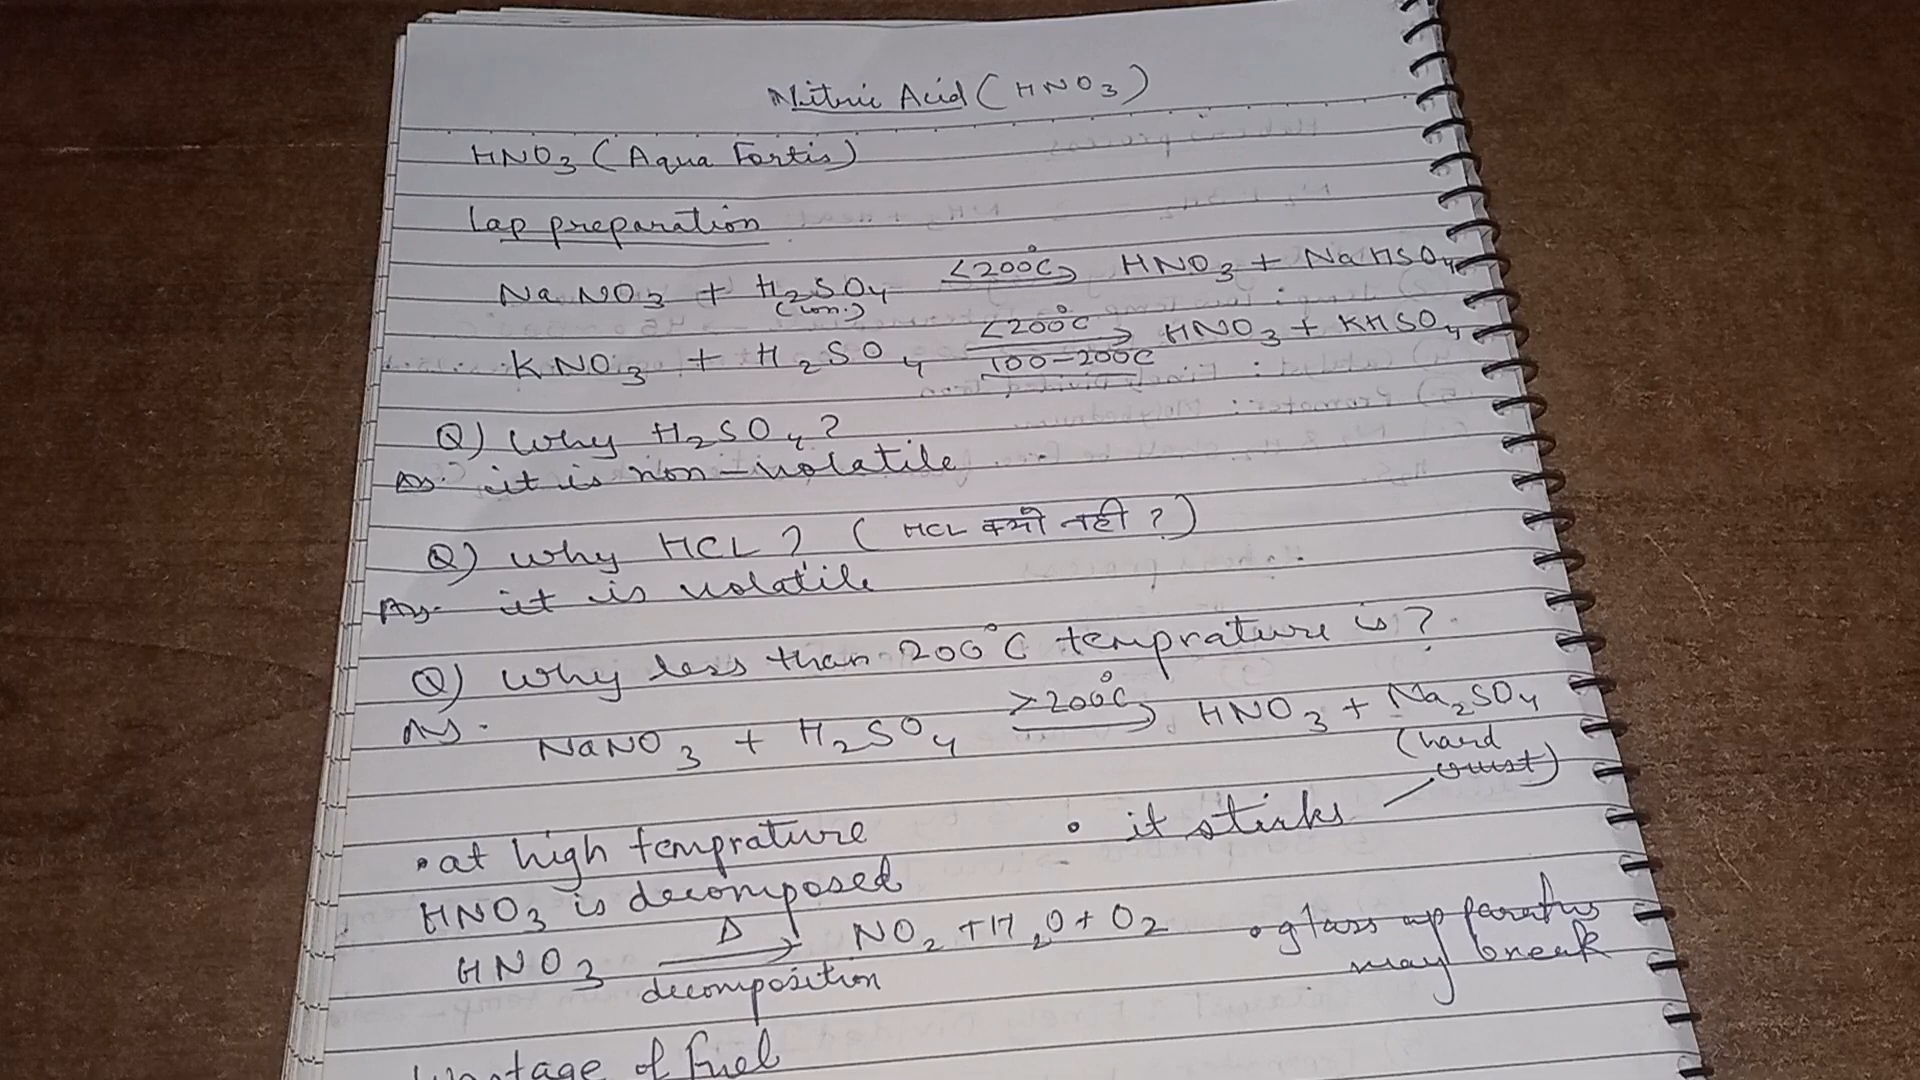 Nitric Acid (HNO3)
HNO3 (Aqua Fortis)
Lap preparation
NaNO3 + H2SO4 <200°C HNO3 + NaHSO4
(con.)
KNO3 + H2SO4 <200°C HNO3 + KHSO4
100-200°C
Q) Why H2SO4?
As. it is non-volatile
Q) Why HCL? (HCL क्यो नही ?)
As- it is volatile
Q) Why less than 200°C temprature is?
As. NaNO3 + H2SO4 >200°C HNO3 + Na2SO4
(hard
crust)
•at high temprature
• it sticks
HNO3 is decomposed
HNO3 Δ NO2 + H2O + O2
decomposition
•glass apparatus
may break
Wastage of Fuel